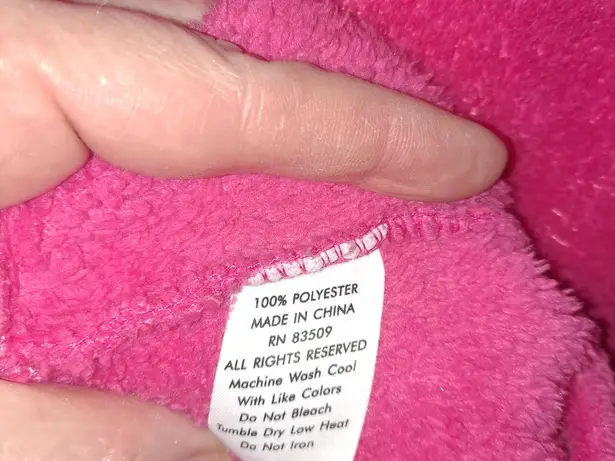 100% POLYESTER
MADE IN CHINA
RN 83509
ALL RIGHTS RESERVED
Machine Wash Cool
With Like Colors
Do Not Bleach
Tumble Dry Low Heat
Do Not Iron